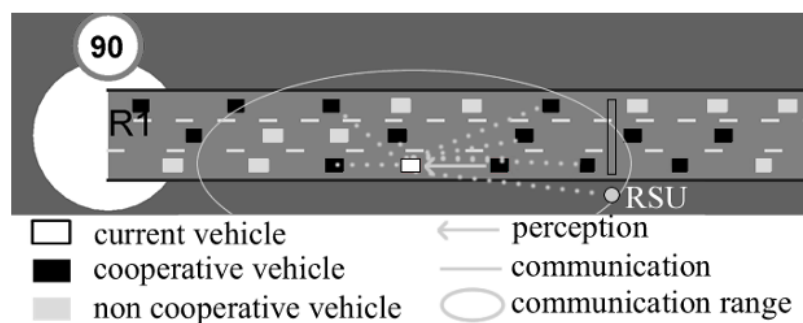 90
R1
RSU
current vehicle
perception
cooperative vehicle
communication
non cooperative vehicle
communication range